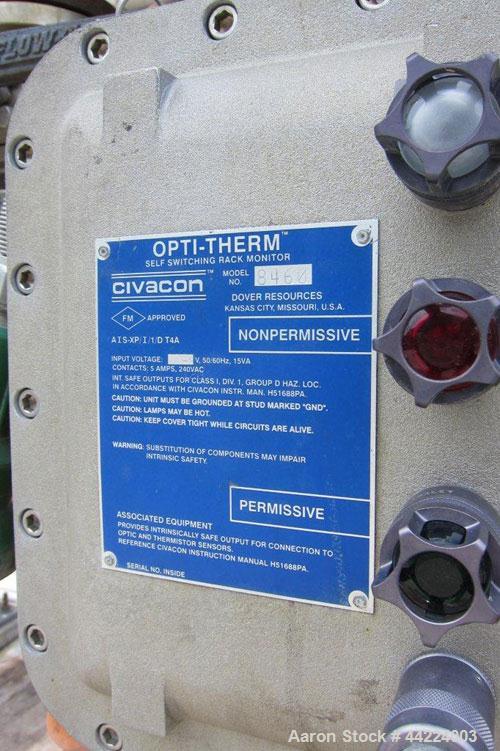 FLOW
OPTI-THERM™
SELF SWITCHING RACK MONITOR
CIVACON™
MODEL NO. 8460
DOVER RESOURCES
KANSAS CITY, MISSOURI, U.S.A.
FM APPROVED
NONPERMISSIVE
A I S-XP/ I / 1/ D T4A
INPUT VOLTAGE: V, 50/60Hz, 15VA
CONTACTS: 5 AMPS, 240VAC
INT. SAFE OUTPUTS FOR CLASS I, DIV. 1, GROUP D HAZ. LOC.
IN ACCORDANCE WITH CIVACON INSTR. MAN. H51688PA.
CAUTION: UNIT MUST BE GROUNDED AT STUD MARKED "GND".
CAUTION: LAMPS MAY BE HOT.
CAUTION: KEEP COVER TIGHT WHILE CIRCUITS ARE ALIVE.
WARNING: SUBSTITUTION OF COMPONENTS MAY IMPAIR
INTRINSIC SAFETY.
PERMISSIVE
ASSOCIATED EQUIPMENT
PROVIDES INTRINSICALLY SAFE OUTPUT FOR CONNECTION TO
OPTIC AND THERMISTOR SENSORS.
REFERENCE CIVACON INSTRUCTION MANUAL H51688PA.
SERIAL NO. INSIDE
Aaron Stock # 44224003